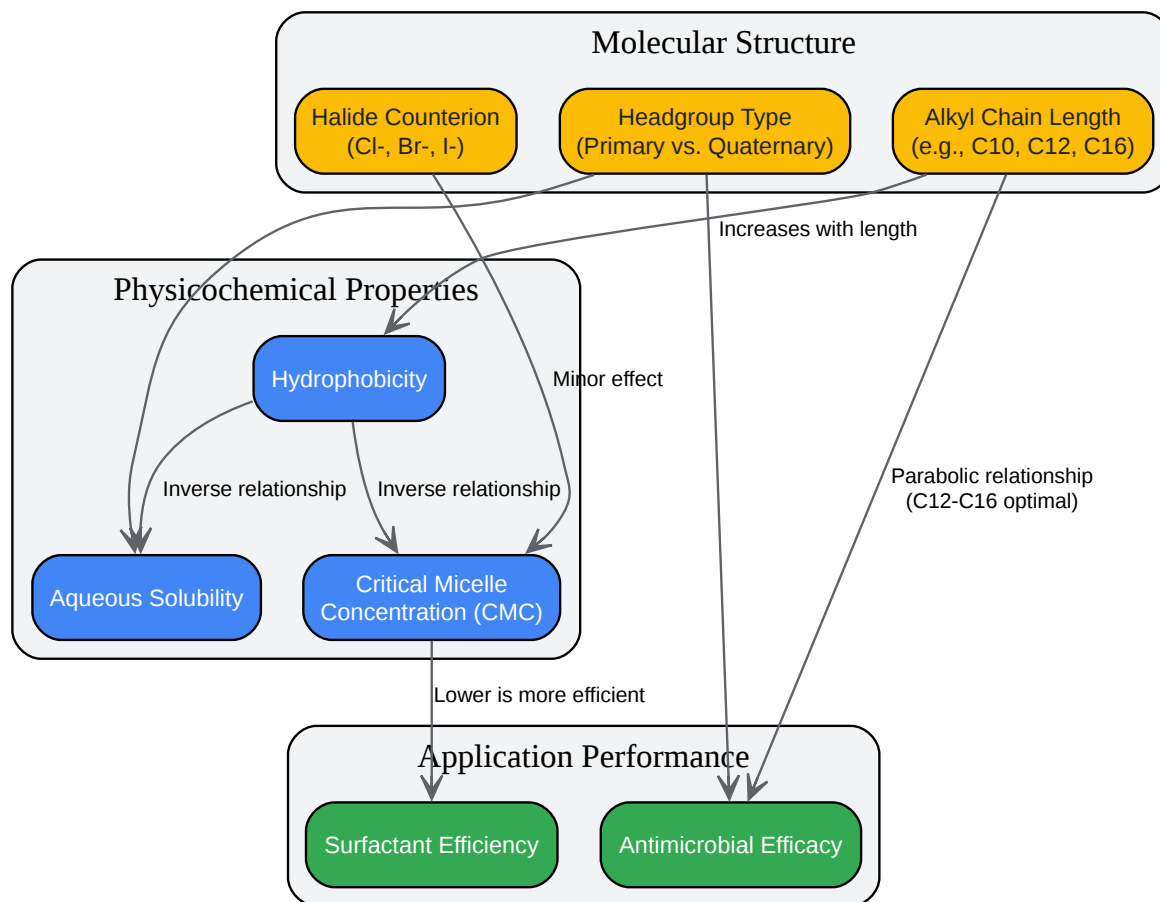 Molecular Structure
Halide Counterion
(Cl-, Br-, I-)
Headgroup Type
(Primary vs. Quaternary)
Alkyl Chain Length
(e.g., C10, C12, C16)
Increases with length
Physicochemical Properties
Hydrophobicity
Minor effect
Inverse relationship
Inverse relationship
Parabolic relationship
(C12-C16 optimal)
Aqueous Solubility
Critical Micelle
Concentration (CMC)
Lower is more efficient
Application Performance
Surfactant Efficiency
Antimicrobial Efficacy